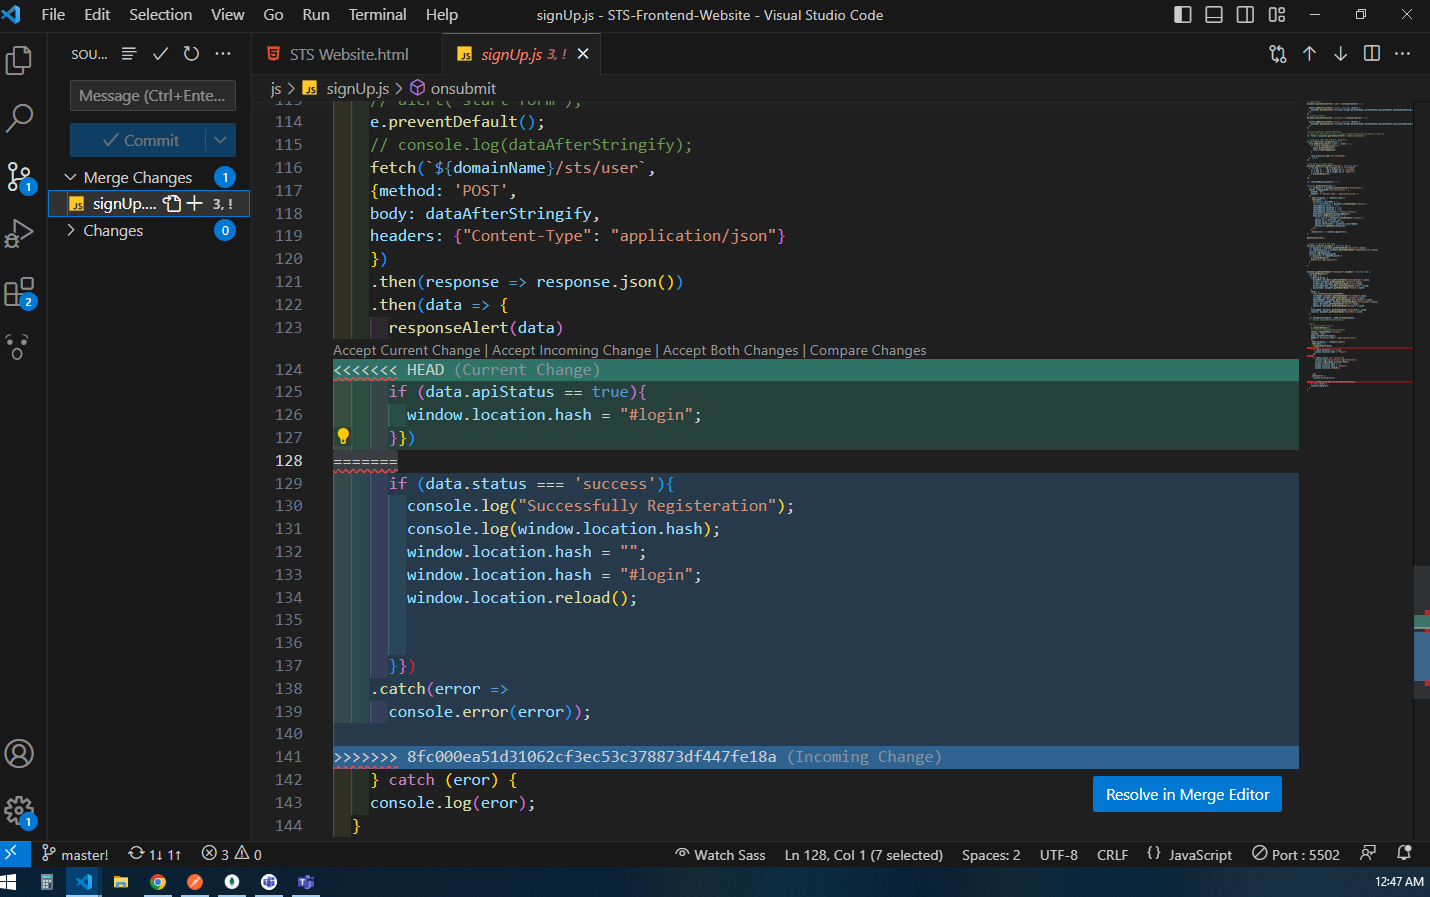 File Edit Selection View Go Run Terminal Help
signUp.js - STS-Frontend-Website - Visual Studio Code
SOU...
STS Website.html
JS signUp.js 3, !
Message (Ctrl+Ente...
Commit
Merge Changes 1
JS signUp.... 3, !
Changes 0
1
2
1
js > JS signUp.js > onsubmit
// alert("start form");
114 e.preventDefault();
115 // console.log(dataAfterStringify);
116 fetch(`${domainName}/sts/user`,
117 {method: 'POST',
118 body: dataAfterStringify,
119 headers: {"Content-Type": "application/json"}
120 })
121 .then(response => response.json())
122 .then(data => {
123 responseAlert(data)
Accept Current Change | Accept Incoming Change | Accept Both Changes | Compare Changes
124 <<<<<<< HEAD (Current Change)
125 if (data.apiStatus == true){
126 window.location.hash = "#login";
127 }})
128 =======
129 if (data.status === 'success'){
130 console.log("Successfully Registeration");
131 console.log(window.location.hash);
132 window.location.hash = "";
133 window.location.hash = "#login";
134 window.location.reload();
135
136
137 }})
138 .catch(error =>
139 console.error(error));
140
141 >>>>>>> 8fc000ea51d31062cf3ec53c378873df447fe18a (Incoming Change)
142 } catch (eror) {
143 console.log(eror);
144 }
Resolve in Merge Editor
master! 1↓ 1↑ 3 0
Watch Sass Ln 128, Col 1 (7 selected) Spaces: 2 UTF-8 CRLF {} JavaScript Port : 5502
12:47 AM